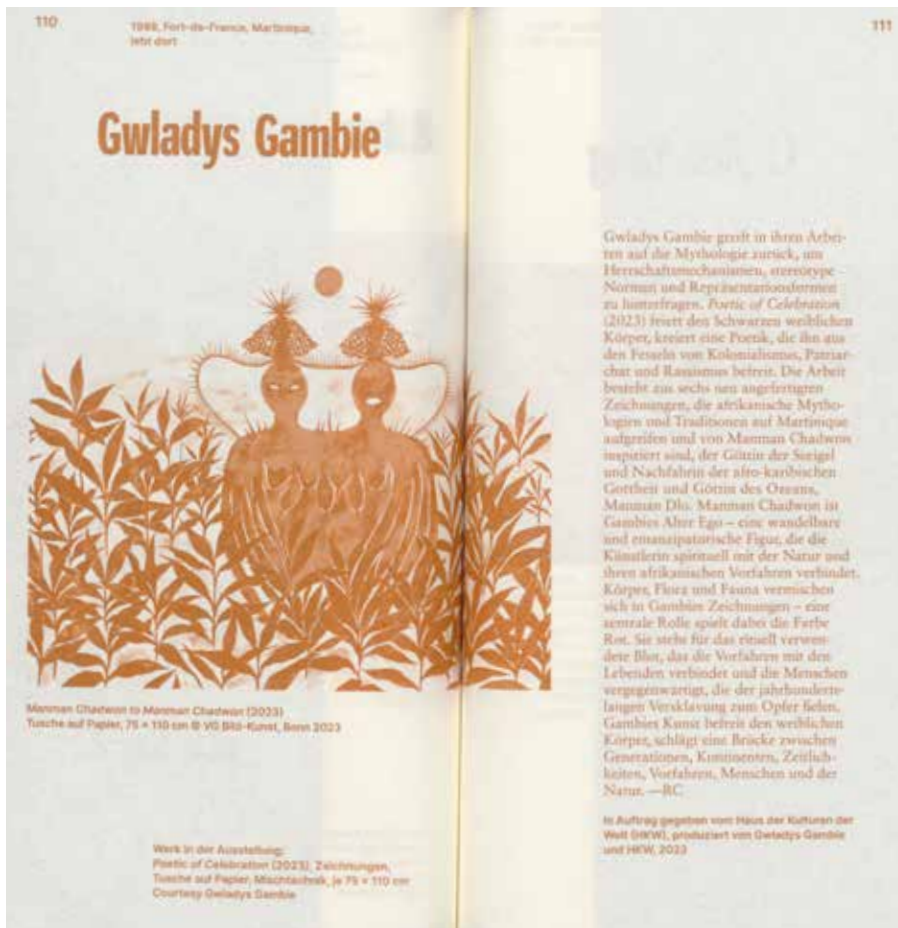 110
1988, Fort-de-France, Martinique,
lebt dort
Gwladys Gambie
Manman Chadwon to Manman Chadwon (2023)
Tusche auf Papier, 75 × 110 cm © VG Bild-Kunst, Bonn 2023
Werk in der Ausstellung:
Poetic of Celebration (2023), Zeichnungen,
Tusche auf Papier, Mischtechnik, je 75 × 110 cm
Courtesy Gwladys Gambie
111
Gwladys Gambie greift in ihren Arbei-
ten auf die Mythologie zurück, um
Herrschaftsmechanismen, stereotype
Normen und Repräsentationsformen
zu hinterfragen. Poetic of Celebration
(2023) feiert den Schwarzen weiblichen
Körper, kreiert eine Poetik, die ihn aus
den Fesseln von Kolonialismus, Patriar-
chat und Rassismus befreit. Die Arbeit
besteht aus sechs neu angefertigten
Zeichnungen, die afrikanische Mytho-
logien und Traditionen auf Martinique
aufgreifen und von Manman Chadwon
inspiriert sind, der Göttin der Seeigel
und Nachfahrin der afro-karibischen
Gottheit und Göttin des Ozeans,
Manman Dlo. Manman Chadwon ist
Gambies Alter Ego – eine wandelbare
und emanzipatorische Figur, die die
Künstlerin spirituell mit der Natur und
ihren afrikanischen Vorfahren verbindet.
Körper, Flora und Fauna vermischen
sich in Gambies Zeichnungen – eine
zentrale Rolle spielt dabei die Farbe
Rot. Sie steht für das rituell verwen-
dete Blut, das die Vorfahren mit den
Lebenden verbindet und die Menschen
vergegenwärtigt, die der jahrhunderte-
langen Versklavung zum Opfer fielen.
Gambies Kunst befreit den weiblichen
Körper, schlägt eine Brücke zwischen
Generationen, Kontinenten, Zeitlich-
keiten, Vorfahren, Menschen und der
Natur. —RC
In Auftrag gegeben vom Haus der Kulturen der
Welt (HKW), produziert von Gwladys Gambie
und HKW, 2023